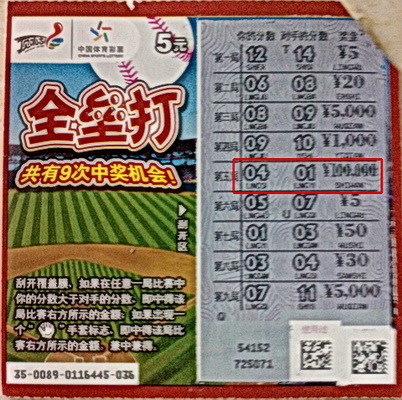 顶呱刮
中国体育彩票
CHINA SPORTS LOTTERY
5元
全垒打
共有9次中奖机会!
刮开区
刮开覆盖膜,如果在任意一局比赛中
你的分数大于对手的分数,即中得该
局比赛右方所示的金额;如果出现一
个“ ”手套标志,即中得该局比
赛右方所示的金额,兼中兼得。
35-0089-0116445-036
你的分数 对手的分数 奖金
第一局 12 14 ¥5
第二局 06 08 ¥20
第三局 08 09 ¥5,000
第四局 09 10 ¥1,000
第五局 04 01 ¥100,000
第六局 05 07 ¥5
第七局 01 03 ¥50
第八局 03 04 ¥30
第九局 07 11 ¥5,000
54152
725071